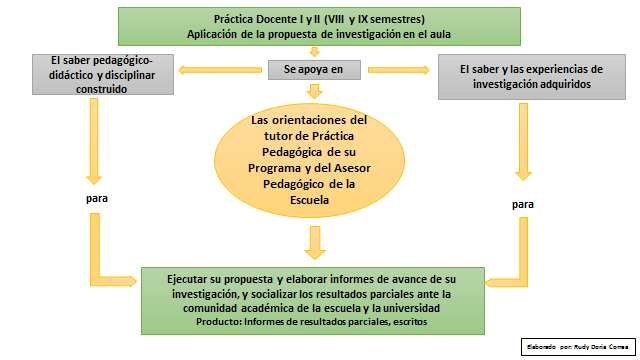 Práctica Docente I y II (VIII y IX semestres)
Aplicación de la propuesta de investigación en el aula
El saber pedagógico-
didáctico y disciplinar
construido
Se apoya en
El saber y las experiencias de
investigación adquiridos
Las orientaciones del
tutor de Práctica
Pedagógica de su
Programa y del Asesor
Pedagógico de la
Escuela
para
para
Ejecutar su propuesta y elaborar informes de avance de su
investigación, y socializar los resultados parciales ante la
comunidad académica de la escuela y la universidad
Producto: Informes de resultados parciales, escritos
Elaborado por: Rudy Doria Correa